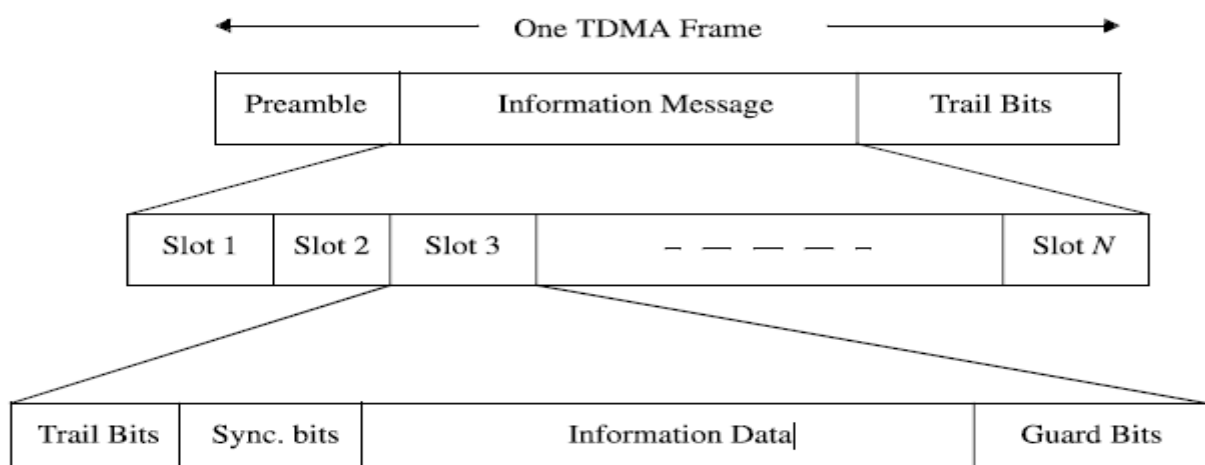 One TDMA Frame
Preamble Information Message Trail Bits
Slot 1 Slot 2 Slot 3 Slot N
Trail Bits Sync. bits Information Data Guard Bits